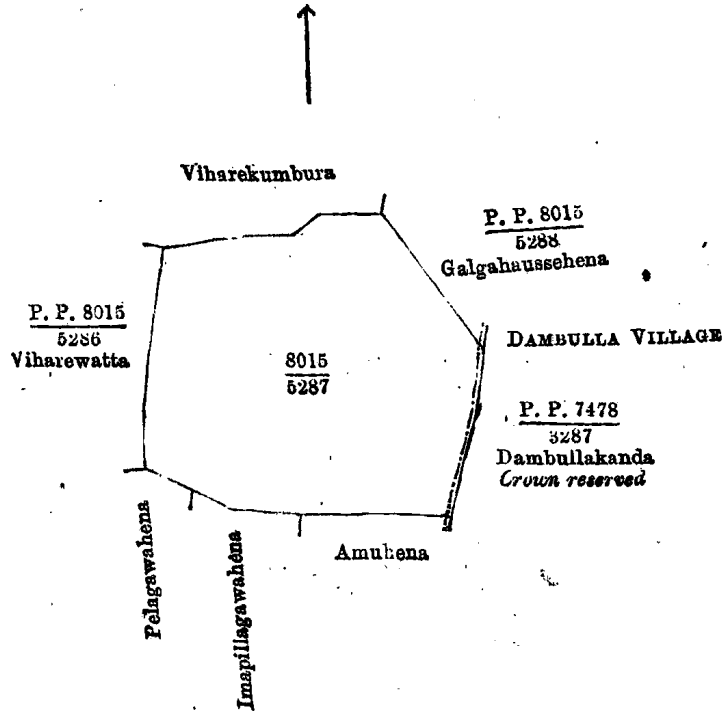 Viharekumbura
P. P. 8015
5288
Galgahaussehena
P. P. 8015
5286
Viharewatta
8015
5287
DAMBULLA VILLAGE
P. P. 7478
3287
Dambullakanda
Crown reserved
Amuhena
Pelagawahena
Imapillagawahena